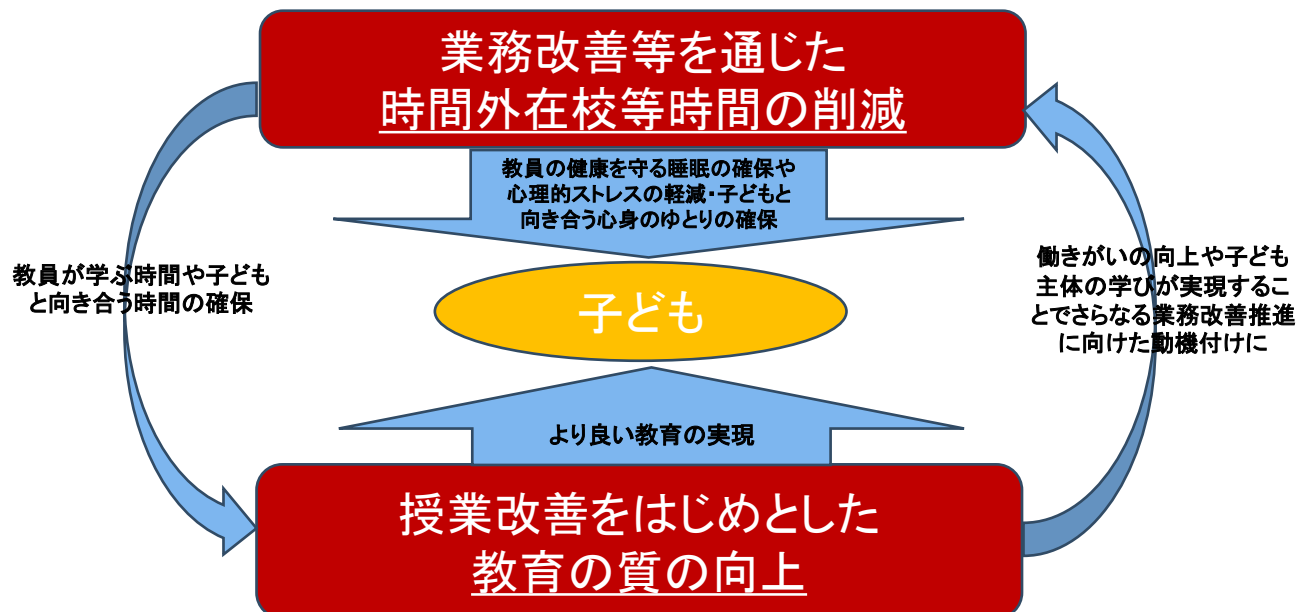 業務改善等を通じた
時間外在校等時間の削減
教員の健康を守る睡眠の確保や
心理的ストレスの軽減・子どもと
向き合う心身のゆとりの確保
教員が学ぶ時間や子ども
と向き合う時間の確保
子ども
働きがいの向上や子ども
主体の学びが実現するこ
とでさらなる業務改善推進
に向けた動機付けに
より良い教育の実現
授業改善をはじめとした
教育の質の向上